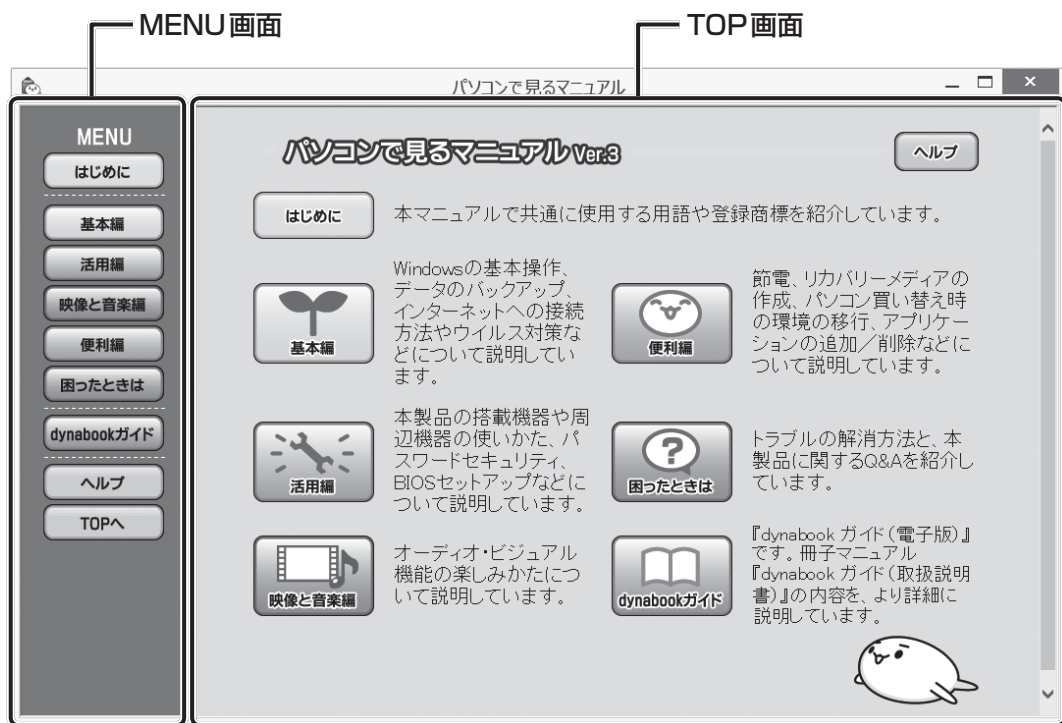 MENU画面
TOP画面
パソコンで見るマニュアル
MENU
はじめに
基本編
活用編
映像と音楽編
便利編
困ったときは
dynabookガイド
ヘルプ
TOPへ
パソコンで見るマニュアル Ver.3
ヘルプ
はじめに
本マニュアルで共通に使用する用語や登録商標を紹介しています。
基本編
Windowsの基本操作、
データのバックアップ、
インターネットへの接続
方法やウイルス対策な
どについて説明してい
ます。
便利編
節電、リカバリーメディアの
作成、パソコン買い替え時
の環境の移行、アプリケー
ションの追加／削除などに
ついて説明しています。
活用編
本製品の搭載機器や周
辺機器の使いかた、パ
スワードセキュリティ、
BIOSセットアップなどに
ついて説明しています。
困ったときは
トラブルの解消方法と、本
製品に関するQ&Aを紹介し
ています。
映像と音楽編
オーディオ・ビジュアル
機能の楽しみかたにつ
いて説明しています。
dynabookガイド
『dynabook ガイド（電子版）』
です。冊子マニュアル
『dynabook ガイド（取扱説明
書）』の内容を、より詳細に
説明しています。